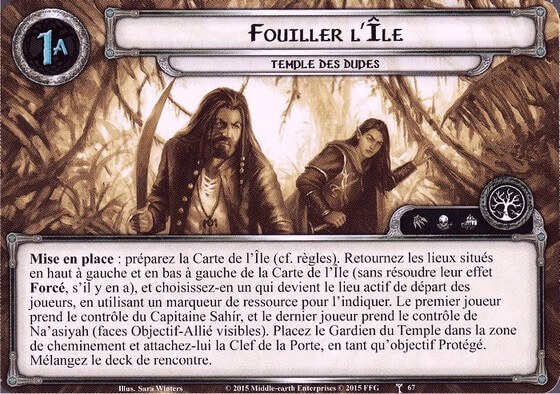 1A
Fouiller l'Île
Temple des Dupes
Mise en place : préparez la Carte de l'Île (cf. règles). Retournez les lieux situés
en haut à gauche et en bas à gauche de la Carte de l'Île (sans résoudre leur effet
Forcé, s'il y en a), et choisissez-en un qui devient le lieu actif de départ des
joueurs, en utilisant un marqueur de ressource pour l'indiquer. Le premier joueur
prend le contrôle du Capitaine Sahír, et le dernier joueur prend le contrôle de
Na'asiyah (faces Objectif-Allié visibles). Placez le Gardien du Temple dans la zone
de cheminement et attachez-lui la Clef de la Porte, en tant qu'objectif Protégé.
Mélangez le deck de rencontre.
Illus. Sara Winters © 2015 Middle-earth Enterprises © 2015 FFG 67